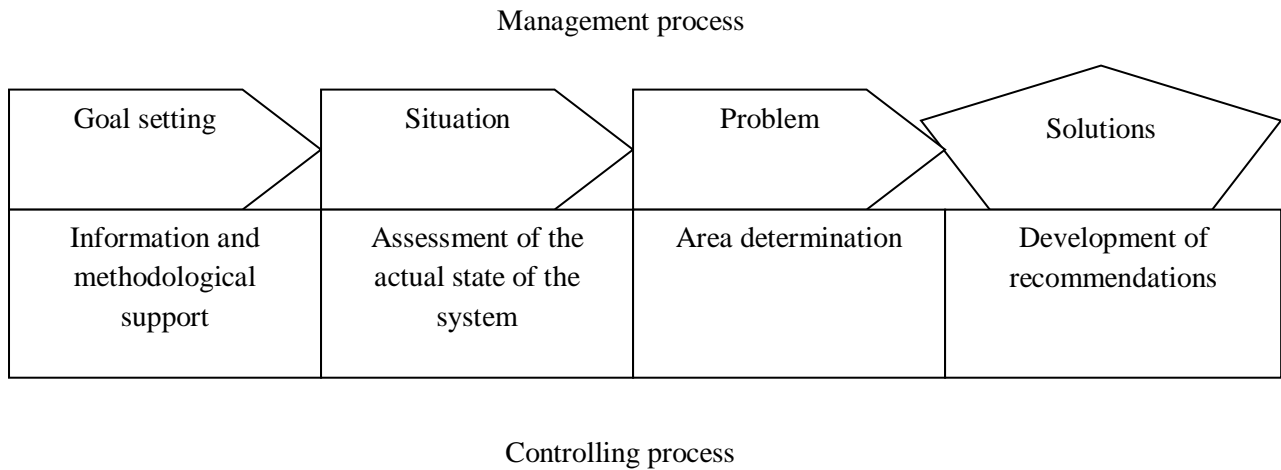 Management process
Goal setting
Situation
Problem
Solutions
Information and
methodological
support
Assessment of the
actual state of the
system
Area determination
Development of
recommendations
Controlling process